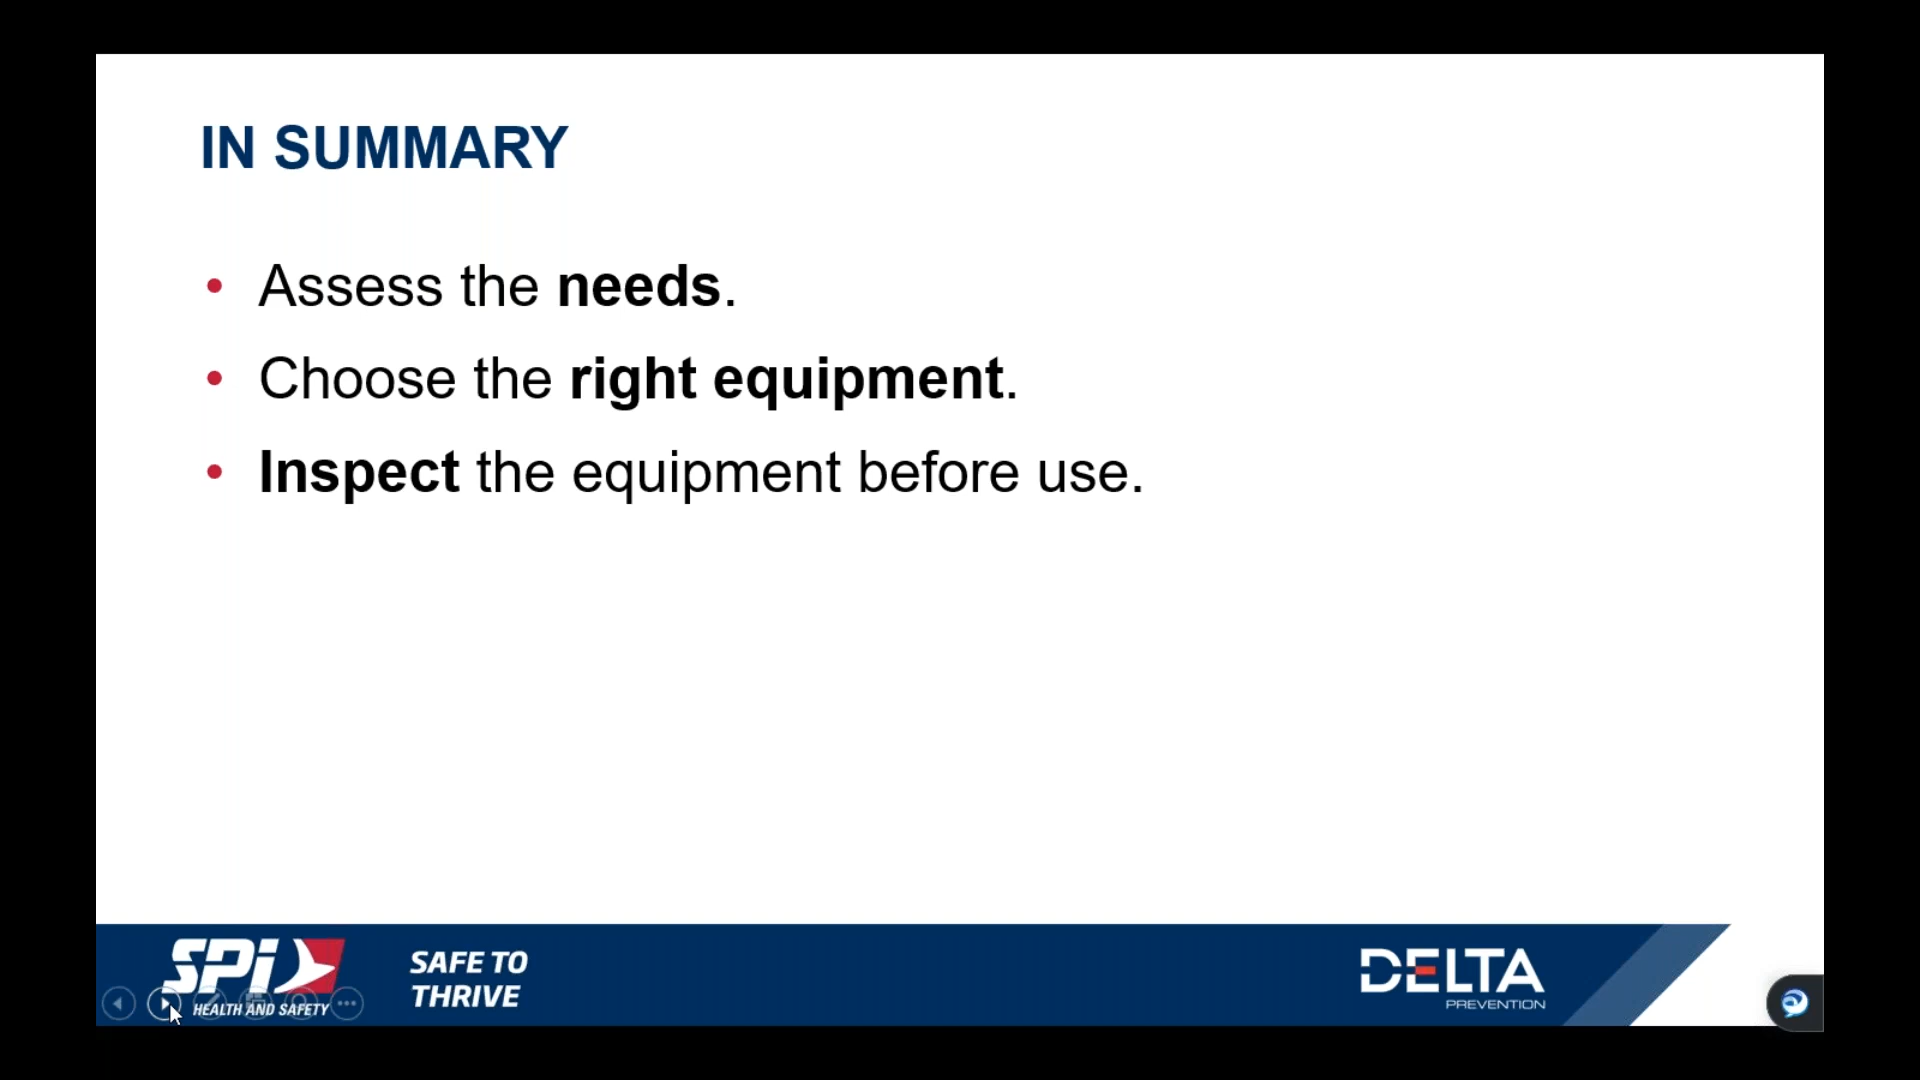 IN SUMMARY
• Assess the needs.
• Choose the right equipment.
• Inspect the equipment before use.
SPi
HEALTH AND SAFETY
SAFE TO
THRIVE
DELTA
PREVENTION